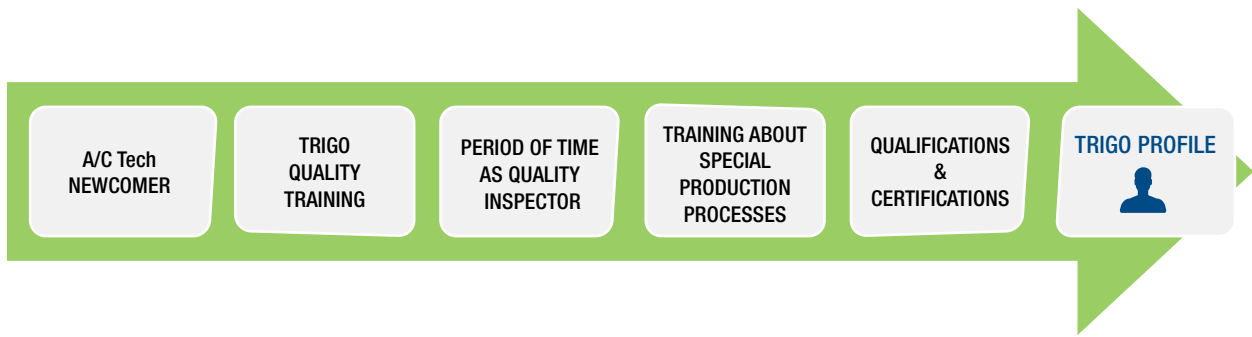 A/C Tech
NEWCOMER
TRIGO
QUALITY
TRAINING
PERIOD OF TIME
AS QUALITY
INSPECTOR
TRAINING ABOUT
SPECIAL
PRODUCTION
PROCESSES
QUALIFICATIONS
&
CERTIFICATIONS
TRIGO PROFILE